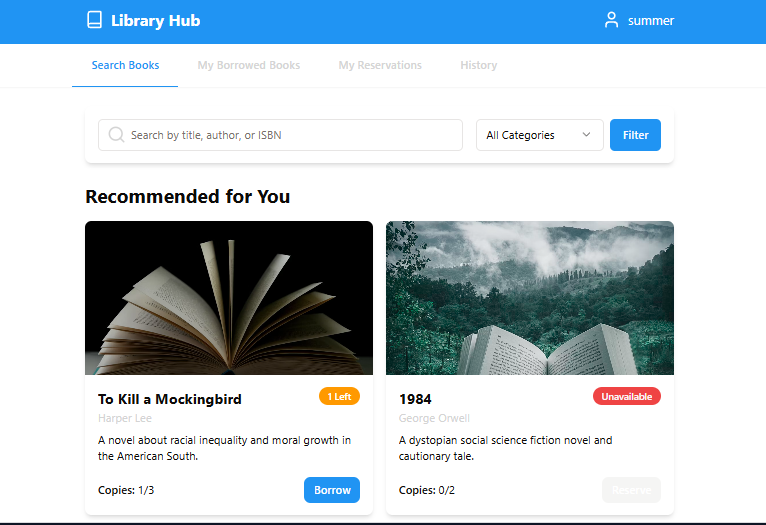 Library Hub
summer
Search Books
My Borrowed Books
My Reservations
History
Search by title, author, or ISBN
All Categories
Filter
Recommended for You
To Kill a Mockingbird
1 Left
Harper Lee
A novel about racial inequality and moral growth in
the American South.
Copies: 1/3
Borrow
1984
Unavailable
George Orwell
A dystopian social science fiction novel and
cautionary tale.
Copies: 0/2
Reserve